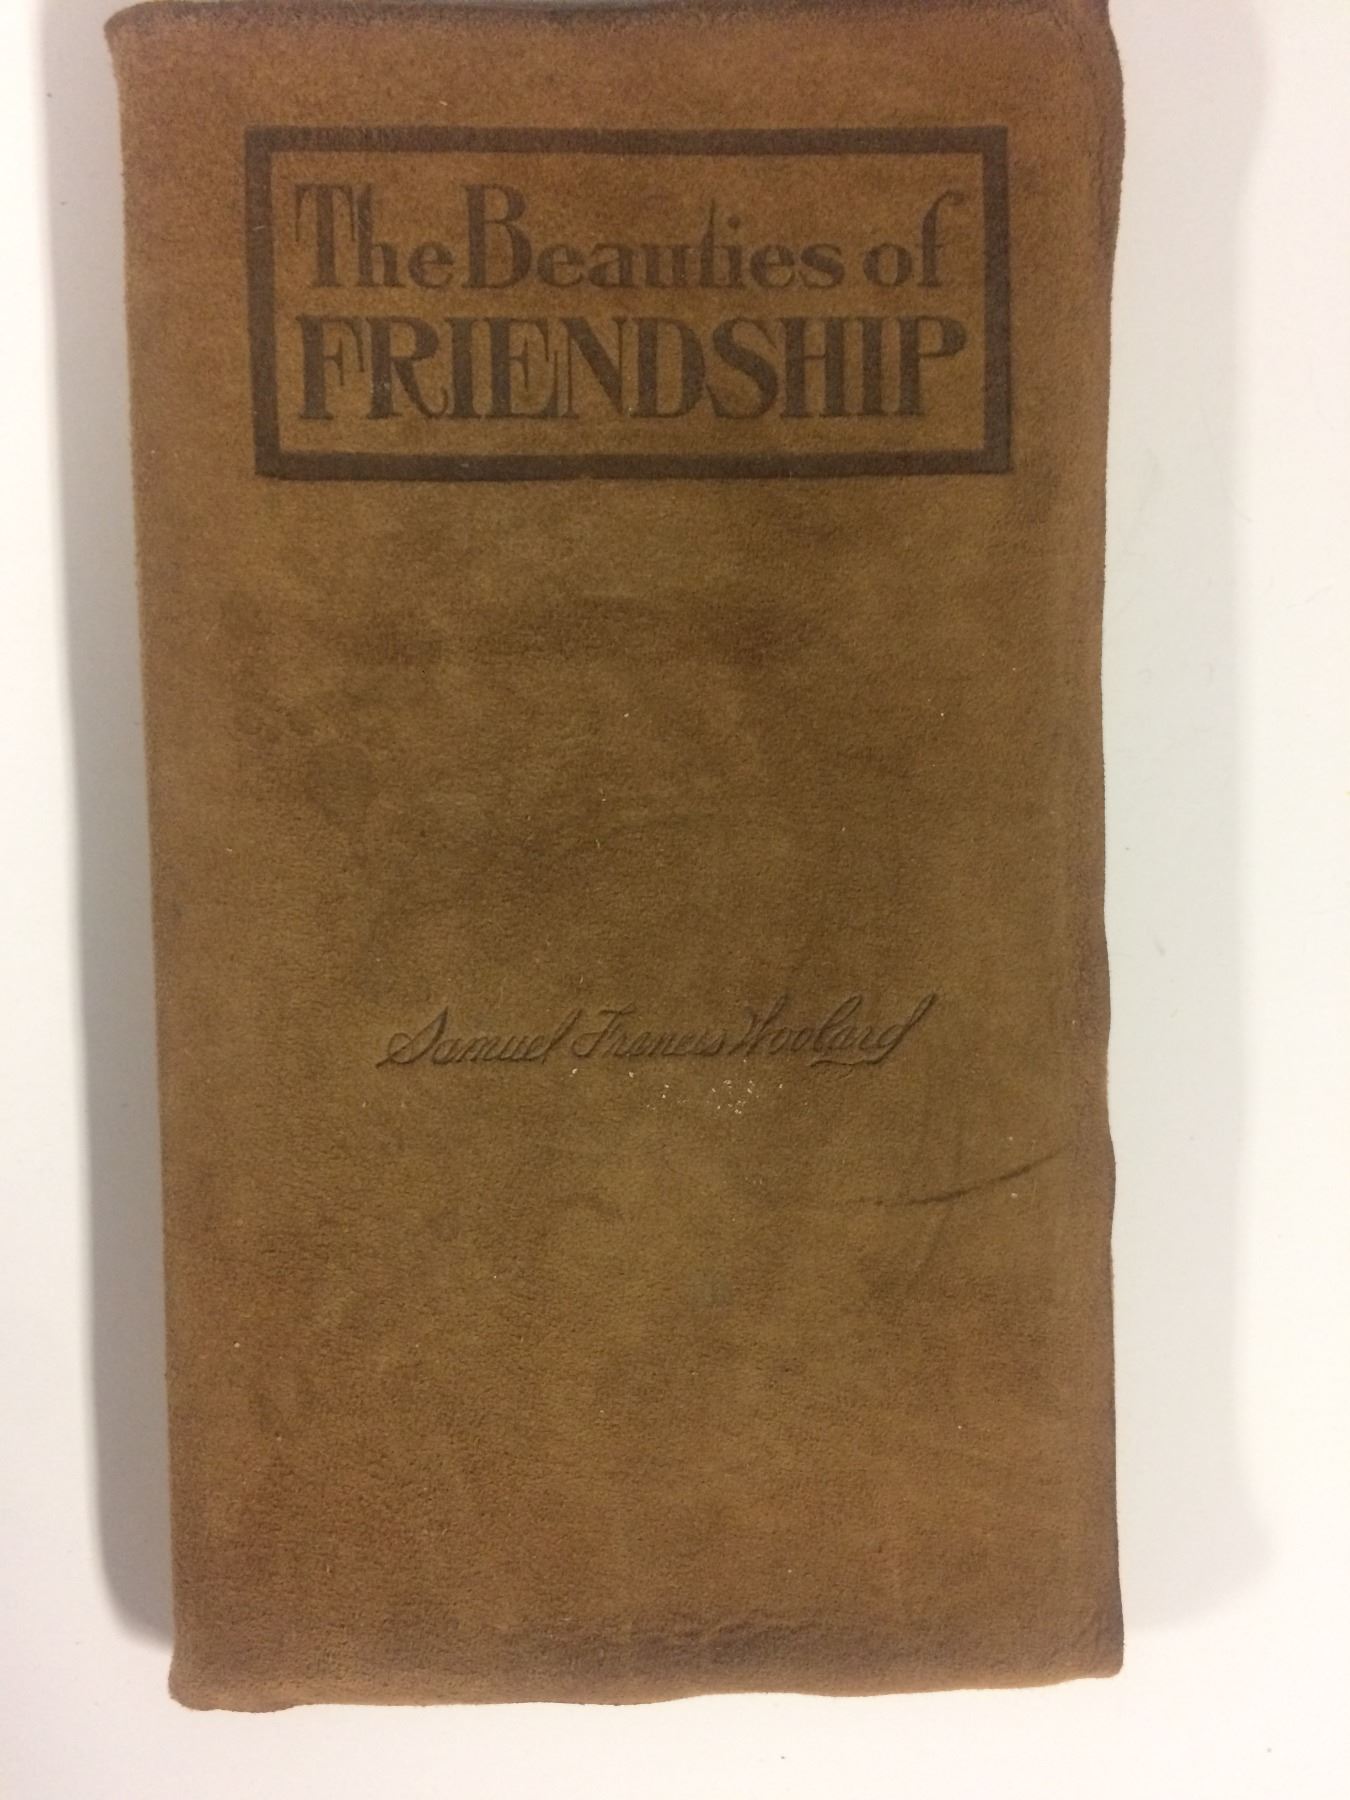 The Beauties of
FRIENDSHIP
Samuel Francis Woolard